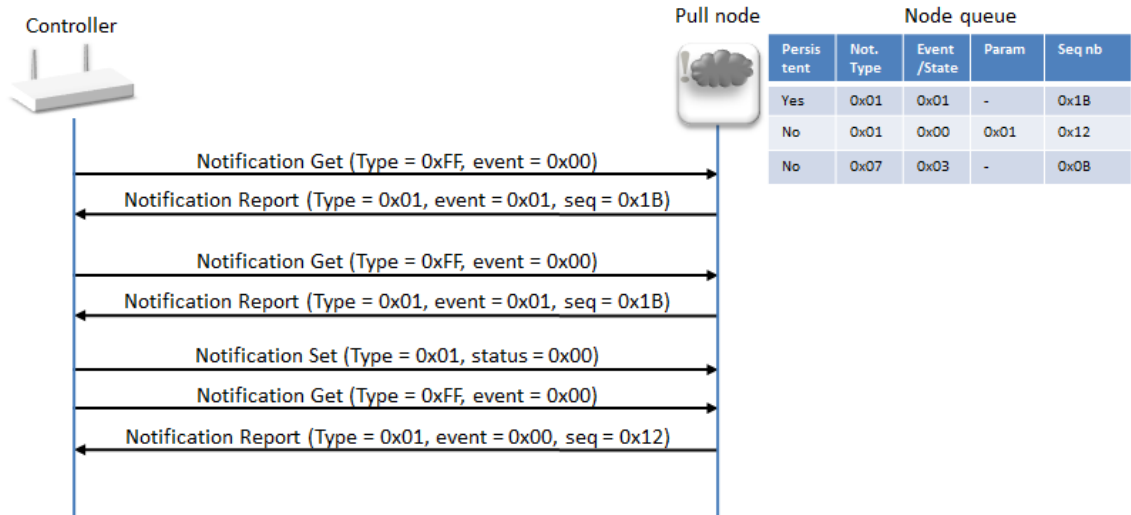 Controller
Pull node
Node queue
Persis
tent
Not.
Type
Event
/State
Param
Seq nb
Yes 0x01 0x01 - 0x1B
No 0x01 0x00 0x01 0x12
No 0x07 0x03 - 0x0B
Notification Get (Type = 0xFF, event = 0x00)
Notification Report (Type = 0x01, event = 0x01, seq = 0x1B)
Notification Get (Type = 0xFF, event = 0x00)
Notification Report (Type = 0x01, event = 0x01, seq = 0x1B)
Notification Set (Type = 0x01, status = 0x00)
Notification Get (Type = 0xFF, event = 0x00)
Notification Report (Type = 0x01, event = 0x00, seq = 0x12)